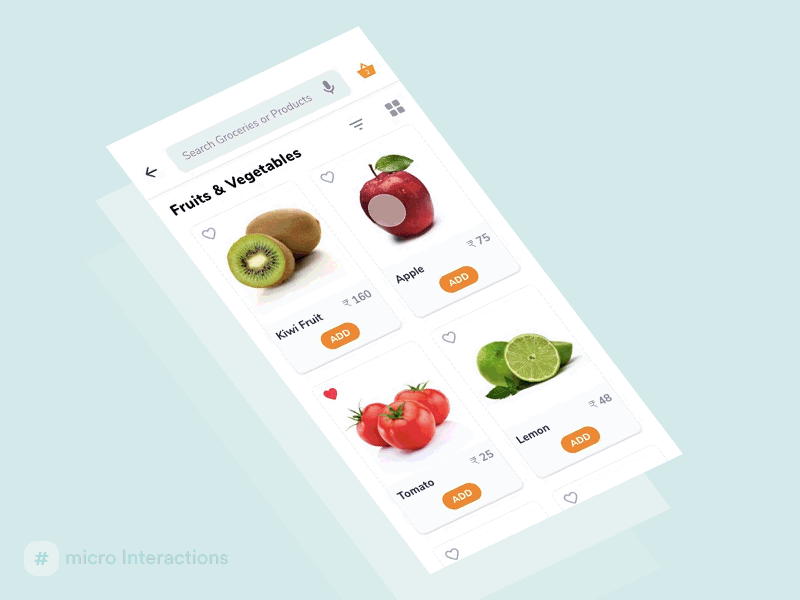 2
Search Groceries or Products
Fruits & Vegetables
₹ 160
Kiwi Fruit
ADD
₹ 75
Apple
ADD
₹ 25
Tomato
ADD
₹ 48
Lemon
ADD
# micro Interactions